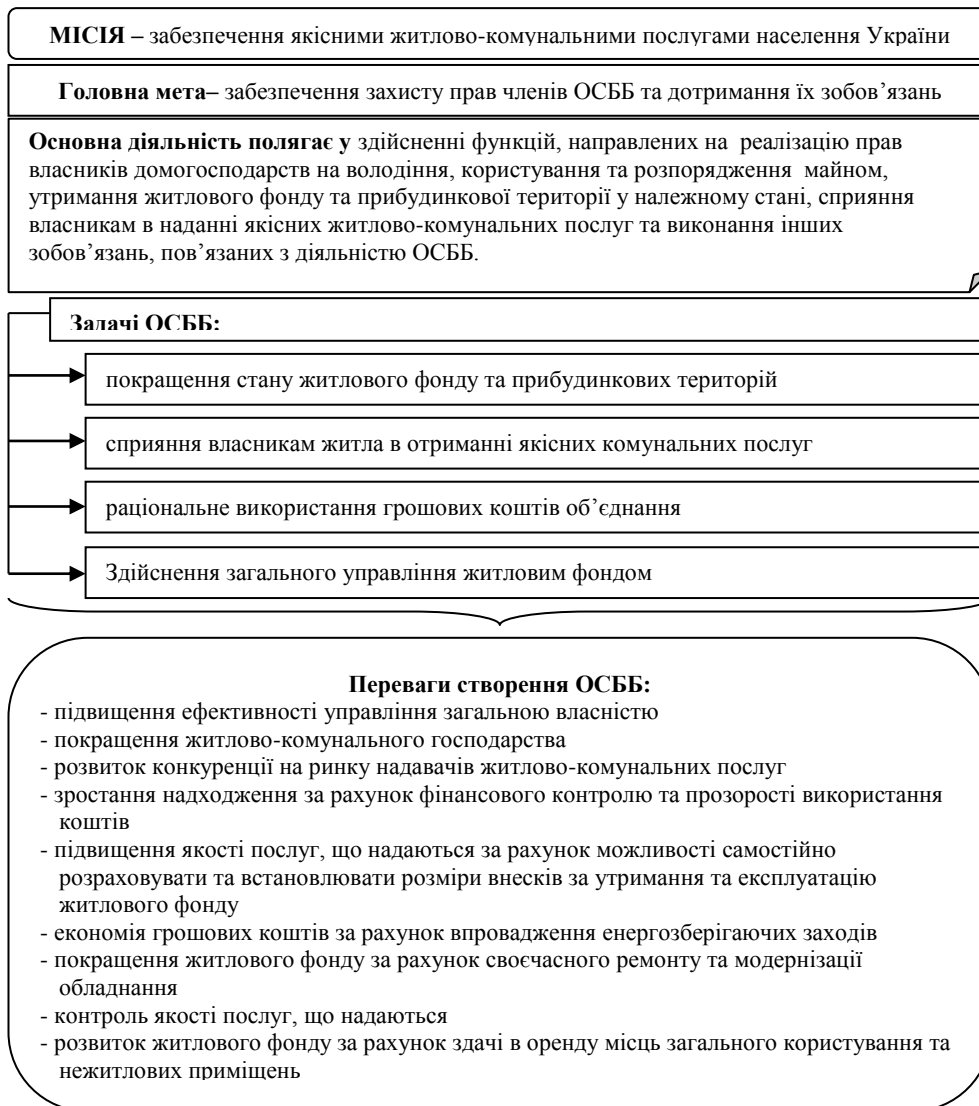 МІСІЯ – забезпечення якісними житлово-комунальними послугами населення України
Головна мета– забезпечення захисту прав членів ОСББ та дотримання їх зобов’язань
Основна діяльність полягає у здійсненні функцій, направлених на реалізацію прав
власників домогосподарств на володіння, користування та розпорядження майном,
утримання житлового фонду та прибудинкової території у належному стані, сприяння
власникам в наданні якісних житлово-комунальних послуг та виконання інших
зобов’язань, пов’язаних з діяльністю ОСББ.
Задачі ОСББ:
покращення стану житлового фонду та прибудинкових територій
сприяння власникам житла в отриманні якісних комунальних послуг
раціональне використання грошових коштів об’єднання
Здійснення загального управління житловим фондом
Переваги створення ОСББ:
- підвищення ефективності управління загальною власністю
- покращення житлово-комунального господарства
- розвиток конкуренції на ринку надавачів житлово-комунальних послуг
- зростання надходження за рахунок фінансового контролю та прозорості використання
коштів
- підвищення якості послуг, що надаються за рахунок можливості самостійно
розраховувати та встановлювати розміри внесків за утримання та експлуатацію
житлового фонду
- економія грошових коштів за рахунок впровадження енергозберігаючих заходів
- покращення житлового фонду за рахунок своєчасного ремонту та модернізації
обладнання
- контроль якості послуг, що надаються
- розвиток житлового фонду за рахунок здачі в оренду місць загального користування та
нежитлових приміщень